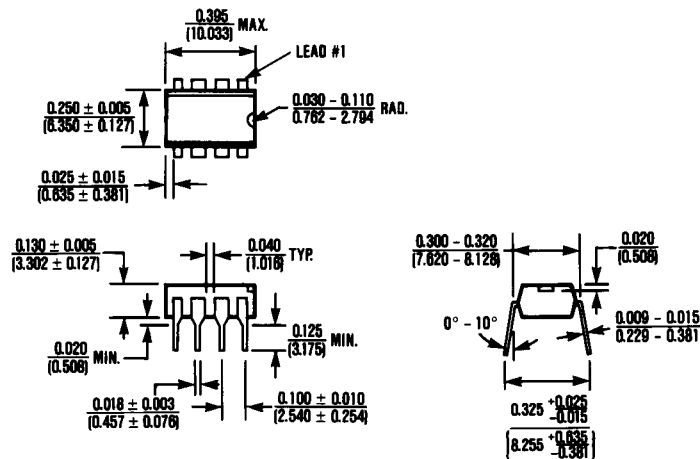 0.395
(10.033)
MAX.
LEAD #1
0.250 ± 0.005
(6.350 ± 0.127)
0.030 – 0.110
0.762 – 2.794
RAD.
0.025 ± 0.015
(0.635 ± 0.381)
0.130 ± 0.005
(3.302 ± 0.127)
0.040
(1.016)
TYP.
0.020
(0.508)
MIN.
0.125
(3.175)
MIN.
0.018 ± 0.003
(0.457 ± 0.076)
0.100 ± 0.010
(2.540 ± 0.254)
0.300 – 0.320
(7.620 – 8.128)
0.020
(0.508)
0° – 10°
0.009 – 0.015
0.229 – 0.381
0.325 +0.025 -0.015
(8.255 +0.635 -0.381)